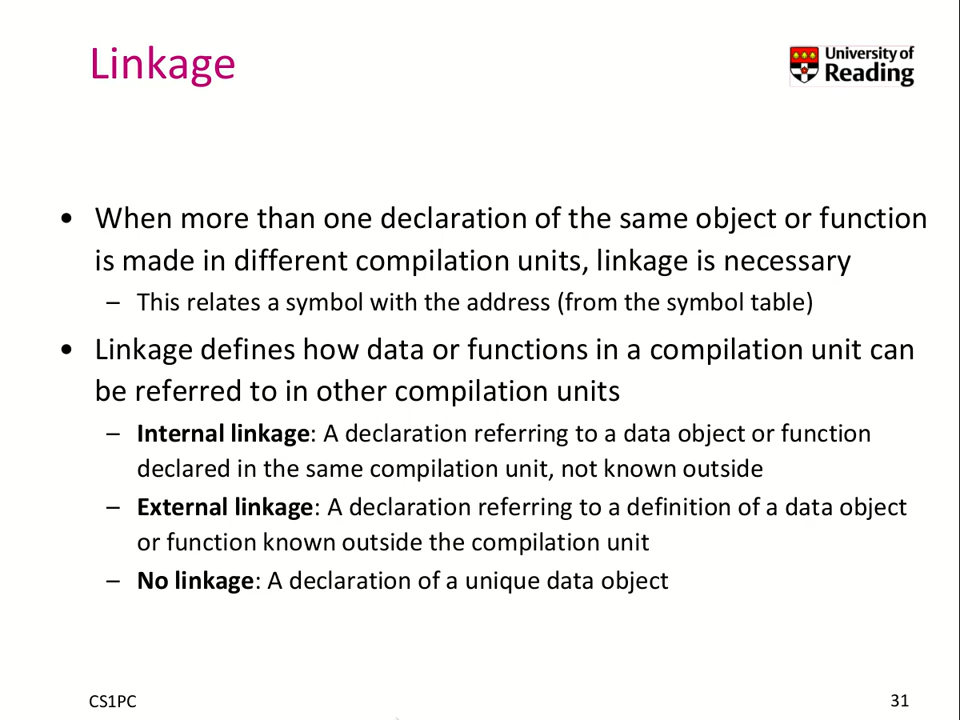 Linkage
University of
Reading
• When more than one declaration of the same object or function
is made in different compilation units, linkage is necessary
– This relates a symbol with the address (from the symbol table)
• Linkage defines how data or functions in a compilation unit can
be referred to in other compilation units
– Internal linkage: A declaration referring to a data object or function
declared in the same compilation unit, not known outside
– External linkage: A declaration referring to a definition of a data object
or function known outside the compilation unit
– No linkage: A declaration of a unique data object
CS1PC
31